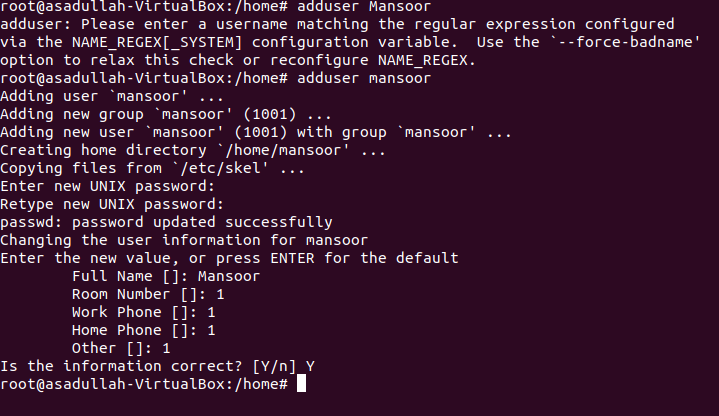 root@asadullah-VirtualBox:/home# adduser Mansoor
adduser: Please enter a username matching the regular expression configured
via the NAME_REGEX[_SYSTEM] configuration variable.  Use the `--force-badname'
option to relax this check or reconfigure NAME_REGEX.
root@asadullah-VirtualBox:/home# adduser mansoor
Adding user `mansoor' ...
Adding new group `mansoor' (1001) ...
Adding new user `mansoor' (1001) with group `mansoor' ...
Creating home directory `/home/mansoor' ...
Copying files from `/etc/skel' ...
Enter new UNIX password:
Retype new UNIX password:
passwd: password updated successfully
Changing the user information for mansoor
Enter the new value, or press ENTER for the default
        Full Name []: Mansoor
        Room Number []: 1
        Work Phone []: 1
        Home Phone []: 1
        Other []: 1
Is the information correct? [Y/n] Y
root@asadullah-VirtualBox:/home#